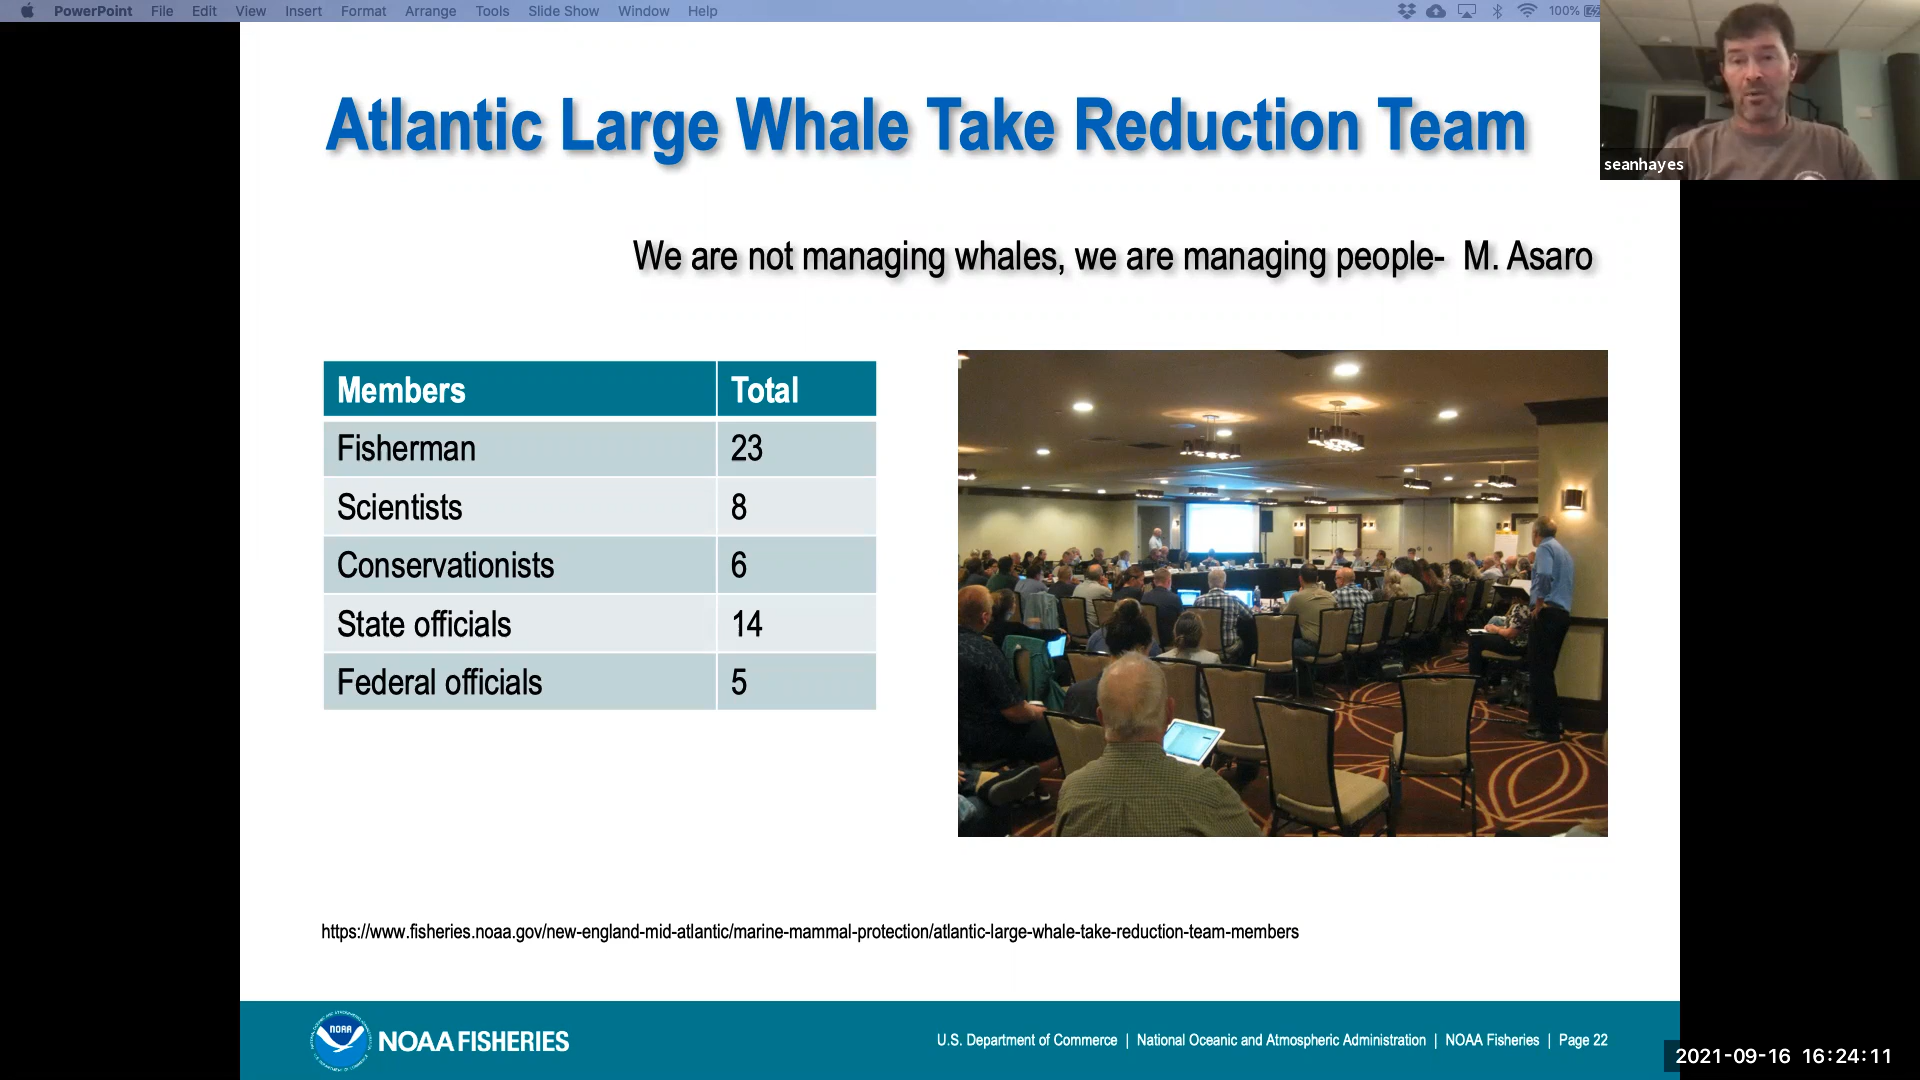 PowerPoint File Edit View Insert Format Arrange Tools Slide Show Window Help 100%
Atlantic Large Whale Take Reduction Team
seanhayes
We are not managing whales, we are managing people- M. Asaro
Members Total
Fisherman 23
Scientists 8
Conservationists 6
State officials 14
Federal officials 5
https://www.fisheries.noaa.gov/new-england-mid-atlantic/marine-mammal-protection/atlantic-large-whale-take-reduction-team-members
NOAA
NOAA FISHERIES
U.S. Department of Commerce | National Oceanic and Atmospheric Administration | NOAA Fisheries | Page 22
2021-09-16 16:24:11